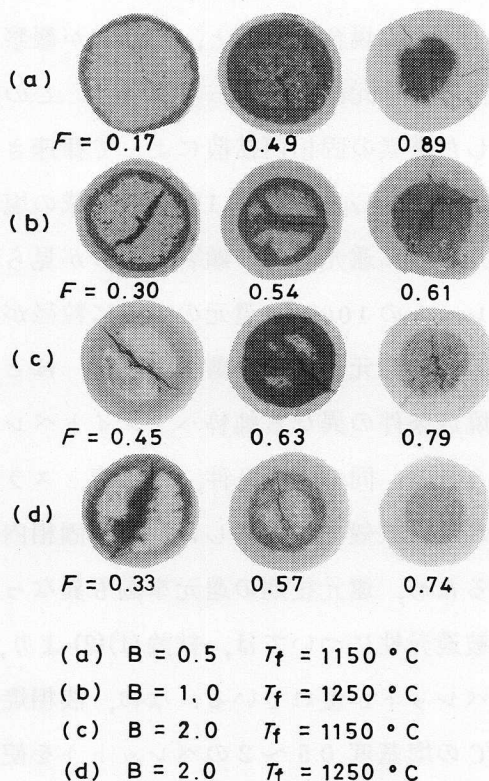 (a)
F = 0.17 0.49 0.89
(b)
F = 0.30 0.54 0.61
(c)
F = 0.45 0.63 0.79
(d)
F = 0.33 0.57 0.74
(a) B = 0.5 Tf = 1150 °C
(b) B = 1.0 Tf = 1250 °C
(c) B = 2.0 Tf = 1150 °C
(d) B = 2.0 Tf = 1250 °C